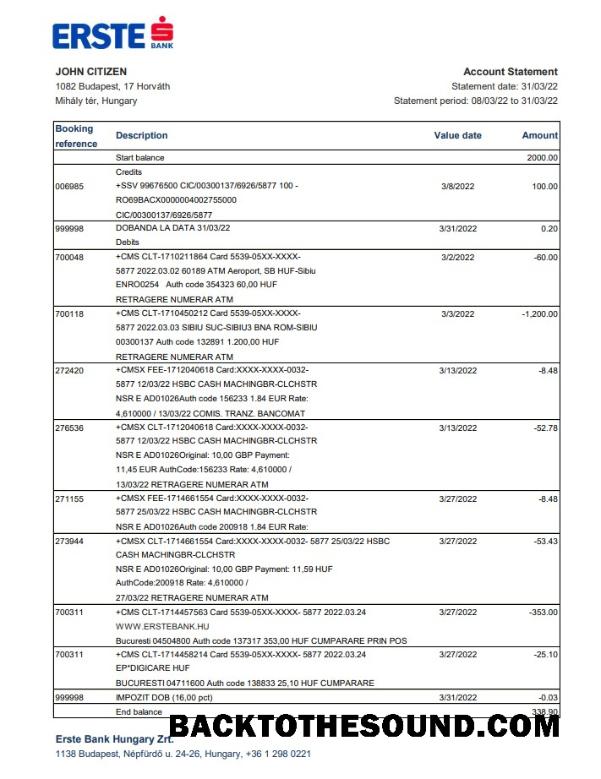 ERSTE
BANK
JOHN CITIZEN
1082 Budapest, 17 Horváth
Mihály tér, Hungary
Account Statement
Statement date: 31/03/22
Statement period: 08/03/22 to 31/03/22
Booking reference Description Value date Amount
Start balance 2000.00
Credits
006985 +SSV 99676500 CIC/00300137/6926/5877 100 - 3/8/2022 100.00
RO69BACX0000004002755000
CIC/00300137/6926/5877
999998 DOBANDA LA DATA 31/03/22 3/31/2022 0.20
Debits
700048 +CMS CLT-1710211864 Card 5539-05XX-XXXX- 3/2/2022 -60.00
5877 2022.03.02 60189 ATM Aeroport, SB HUF-Sibiu
ENRO0254 Auth code 354323 60,00 HUF
RETRAGERE NUMERAR ATM
700118 +CMS CLT-1710450212 Card 5539-05XX-XXXX- 3/3/2022 -1,200.00
5877 2022.03.03 SIBIU SUC-SIBIU3 BNA ROM-SIBIU
00300137 Auth code 132891 1.200,00 HUF
RETRAGERE NUMERAR ATM
272420 +CMSX FEE-1712040618 Card:XXXX-XXXX-0032- 3/13/2022 -8.48
5877 12/03/22 HSBC CASH MACHINGBR-CLCHSTR
NSR E AD01026Auth code 156233 1.84 EUR Rate:
4,610000 / 13/03/22 COMIS. TRANZ. BANCOMAT
276536 +CMSX CLT-1712040618 Card:XXXX-XXXX-0032- 3/13/2022 -52.78
5877 12/03/22 HSBC CASH MACHINGBR-CLCHSTR
NSR E AD01026Original: 10,00 GBP Payment:
11,45 EUR AuthCode:156233 Rate: 4,610000 /
13/03/22 RETRAGERE NUMERAR ATM
271155 +CMSX FEE-1714661554 Card:XXXX-XXXX-0032- 3/27/2022 -8.48
5877 25/03/22 HSBC CASH MACHINGBR-CLCHSTR
NSR E AD01026Auth code 200918 1.84 EUR Rate:
273944 +CMSX CLT-1714661554 Card:XXXX-XXXX-0032- 5877 25/03/22 HSBC 3/27/2022 -53.43
CASH MACHINGBR-CLCHSTR
NSR E AD01026Original: 10,00 GBP Payment: 11,59 HUF
AuthCode:200918 Rate: 4,610000 /
27/03/22 RETRAGERE NUMERAR ATM
700311 +CMS CLT-1714457563 Card 5539-05XX-XXXX- 5877 2022.03.24 3/27/2022 -353.00
WWW.ERSTEBANK.HU
Bucuresti 04504800 Auth code 137317 353,00 HUF CUMPARARE PRIN POS
700311 +CMS CLT-1714458214 Card 5539-05XX-XXXX- 5877 2022.03.24 3/27/2022 -25.10
EP*DIGICARE HUF
BUCURESTI 04711600 Auth code 138833 25,10 HUF CUMPARARE
999998 IMPOZIT DOB (16,00 pct) 3/31/2022 -0.03
End balance 338.90
BACKTOTHESOUND.COM
Erste Bank Hungary Zrt.
1138 Budapest, Népfürdő u. 24-26, Hungary, +36 1 298 0221